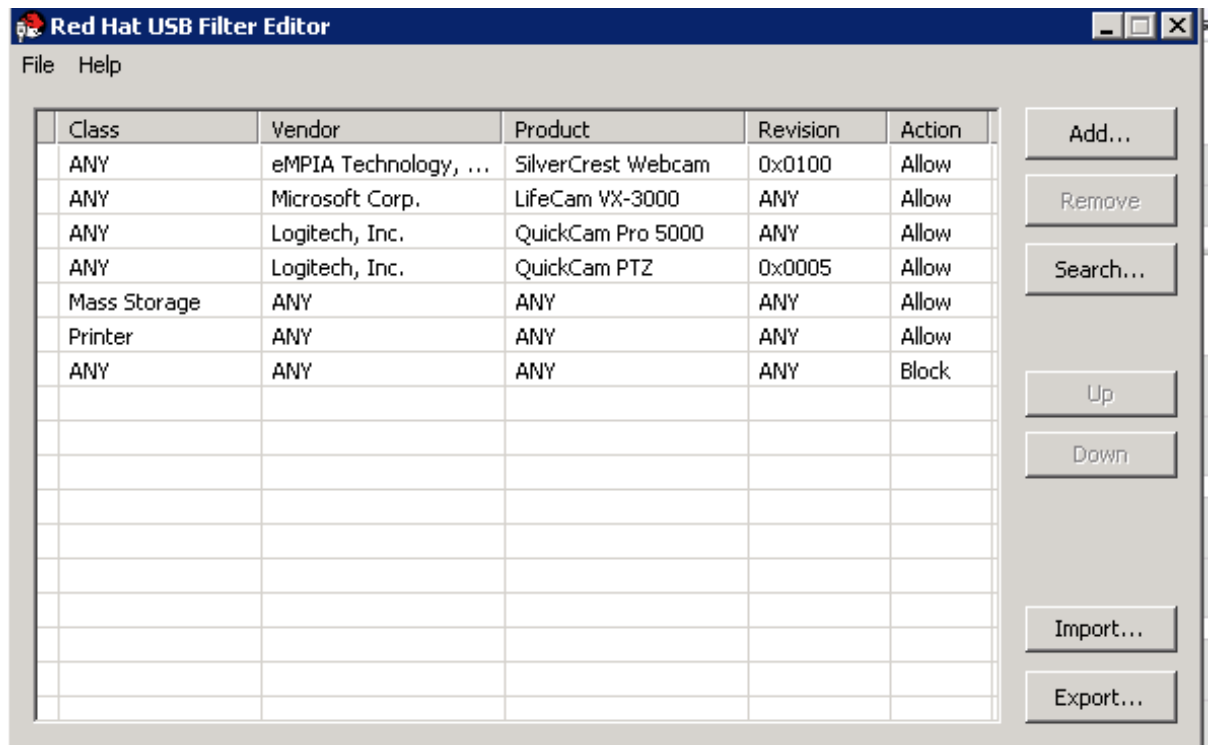 Red Hat USB Filter Editor
File Help
Class Vendor Product Revision Action
ANY eMPIA Technology, ... SilverCrest Webcam 0x0100 Allow
ANY Microsoft Corp. LifeCam VX-3000 ANY Allow
ANY Logitech, Inc. QuickCam Pro 5000 ANY Allow
ANY Logitech, Inc. QuickCam PTZ 0x0005 Allow
Mass Storage ANY ANY ANY Allow
Printer ANY ANY ANY Allow
ANY ANY ANY ANY Block
Add...
Remove
Search...
Up
Down
Import...
Export...